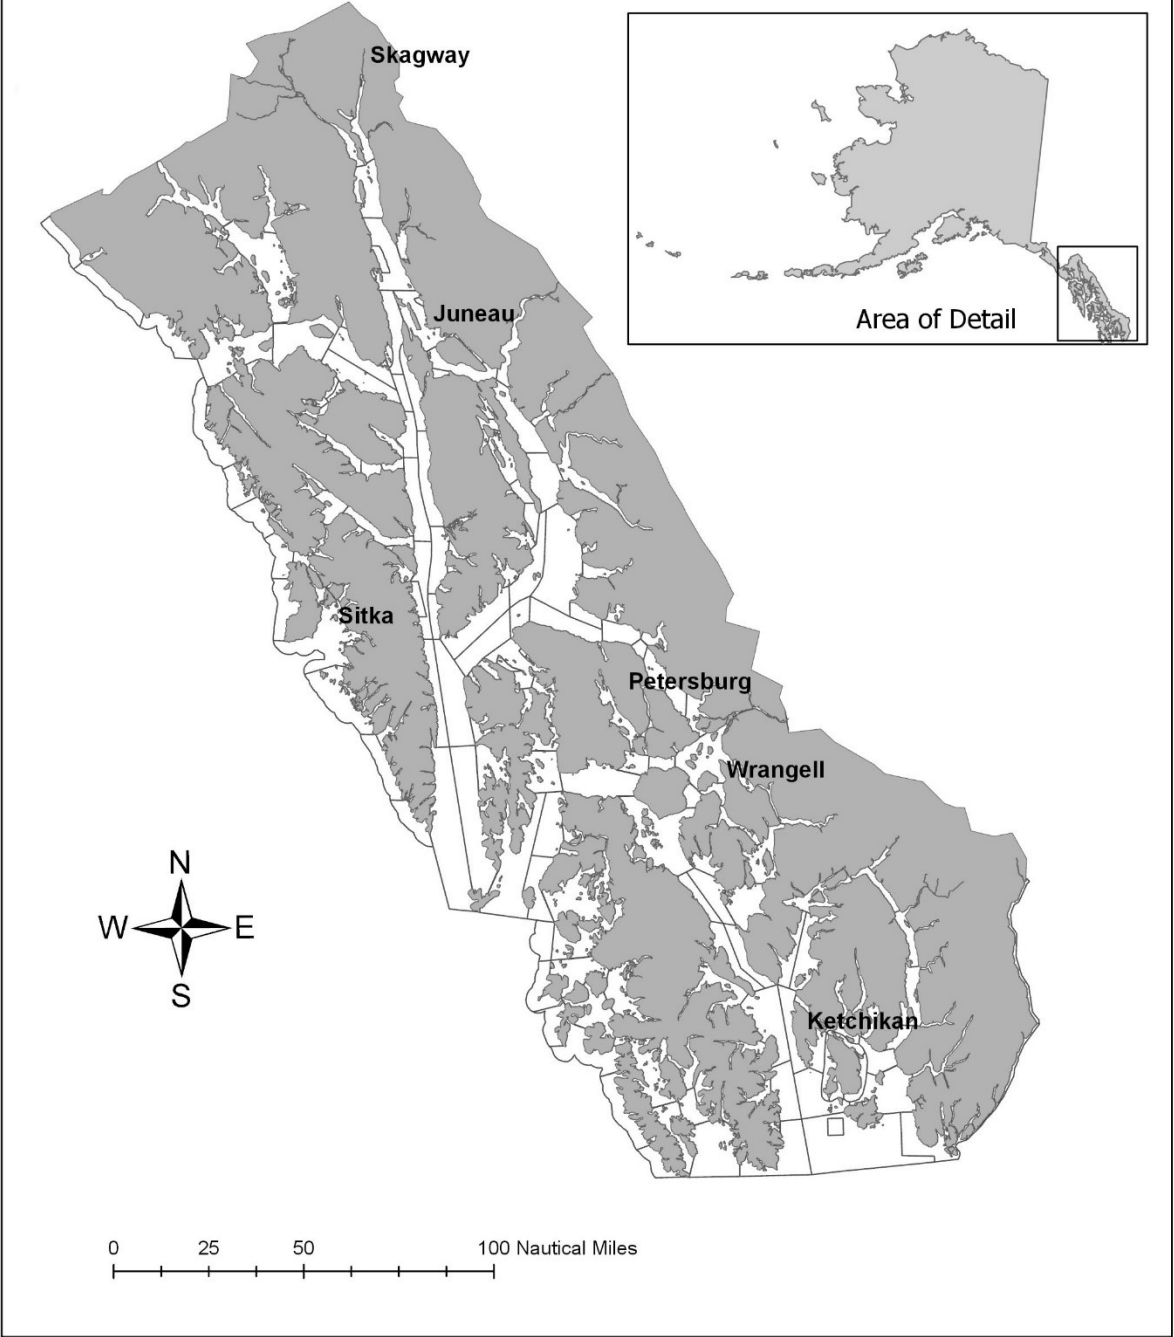 Skagway
Juneau
Area of Detail
Sitka
Petersburg
Wrangell
N
W E
S
Ketchikan
0 25 50 100 Nautical Miles